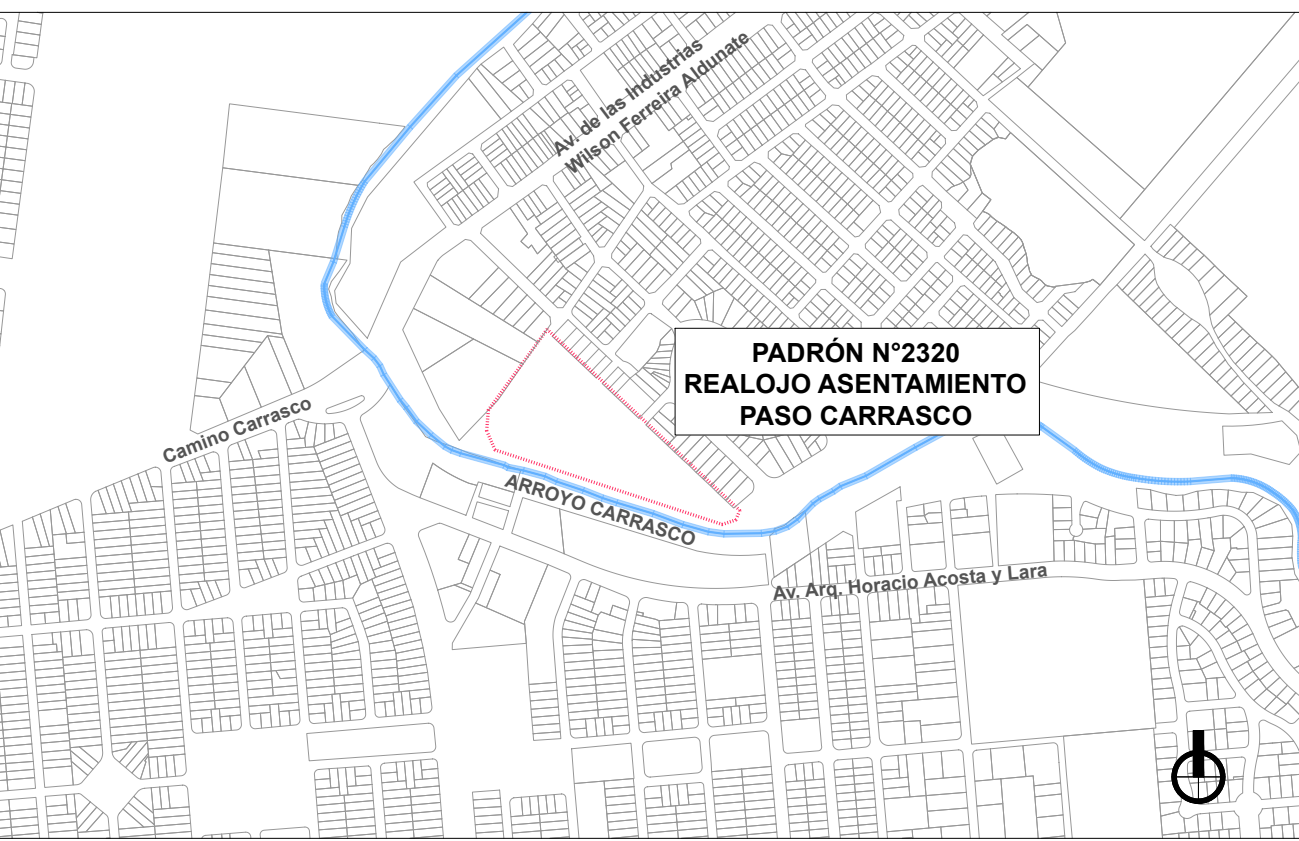 Av. de las Industrias
Wilson Ferreira Aldunate
PADRÓN N°2320
REALOJO ASENTAMIENTO
PASO CARRASCO
Camino Carrasco
ARROYO CARRASCO
Av. Arq. Horacio Acosta y Lara